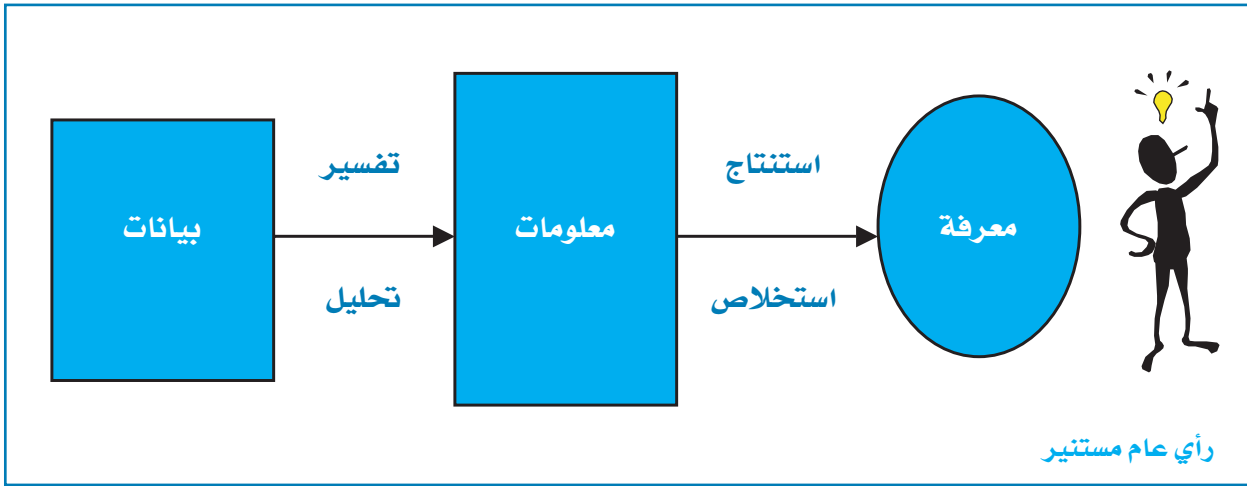 بيانات
تفسير
تحليل
معلومات
استنتاج
استخلاص
معرفة
رأي عام مستنير